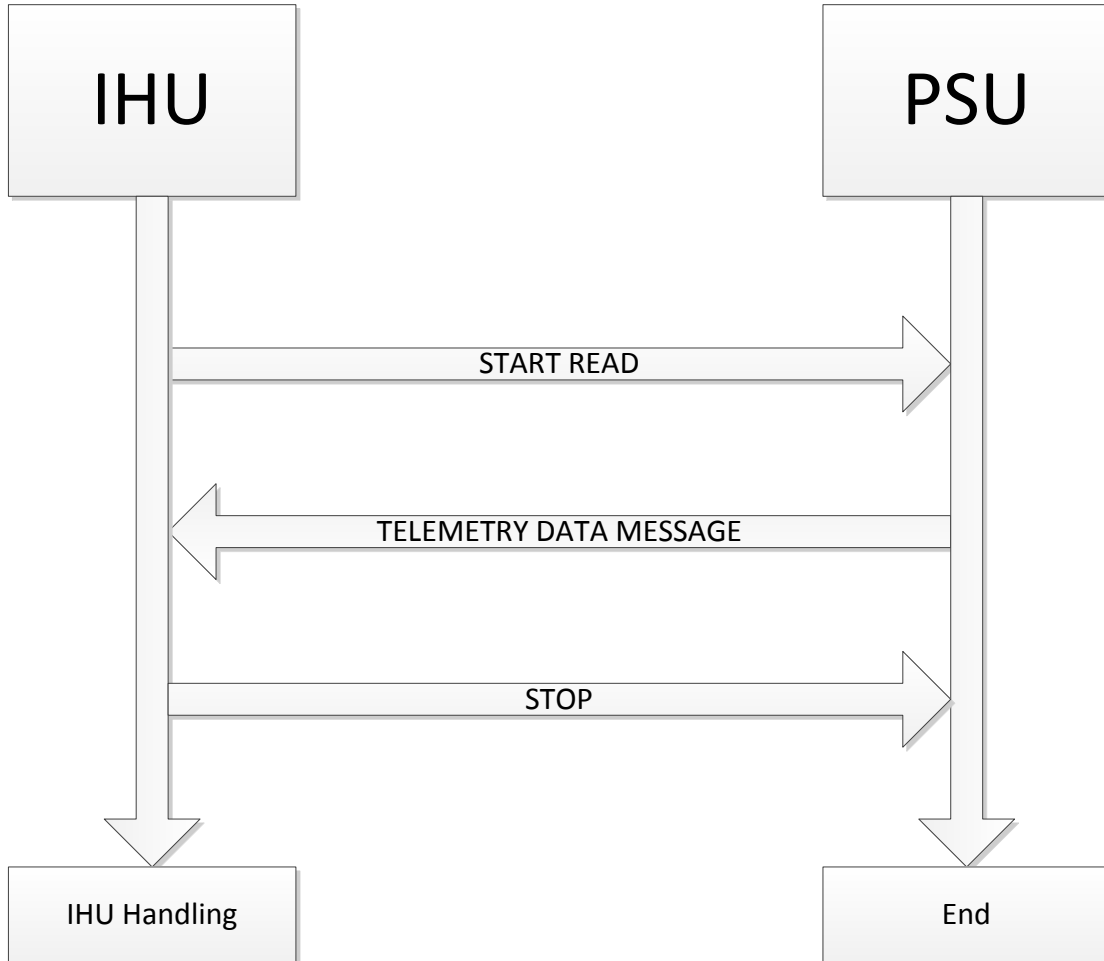 IHU
PSU
START READ
TELEMETRY DATA MESSAGE
STOP
IHU Handling
End